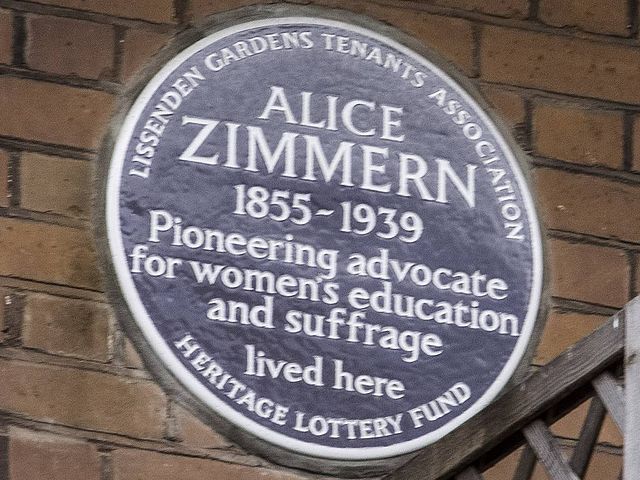 LISSENDEN GARDENS TENANTS ASSOCIATION
ALICE
ZIMMERN
1855~1939
Pioneering advocate
for women's education
and suffrage
lived here
HERITAGE LOTTERY FUND